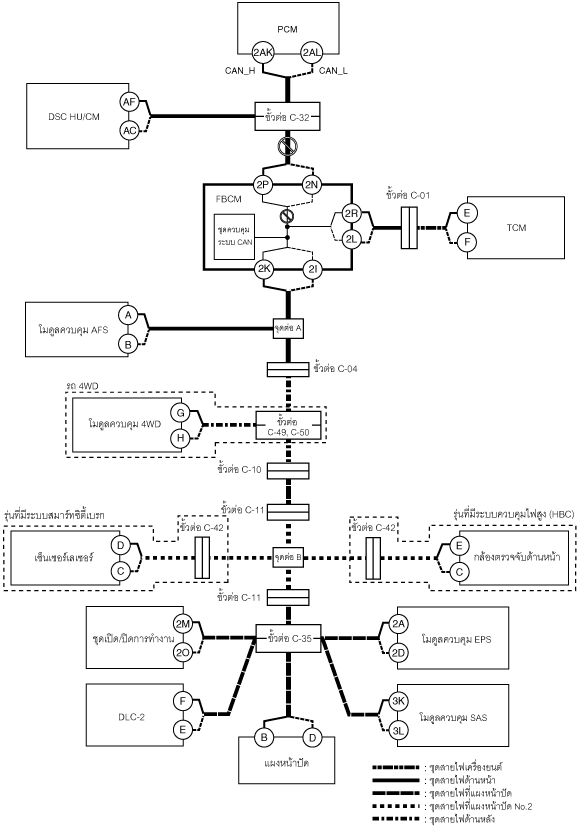 PCM
2AK
2AL
CAN_H
CAN_L
AF
DSC HU/CM
AC
ขั้วต่อ C-32
2P
2N
FBCM
ขั้วต่อ C-01
2R
E
ชุดควบคุม
ระบบ CAN
TCM
2L
F
2K
2I
A
โมดูลควบคุม AFS
จุดต่อ A
B
ขั้วต่อ C-04
รถ 4WD
G
โมดูลควบคุม 4WD
ขั้วต่อ
C-49, C-50
H
ขั้วต่อ C-10
ขั้วต่อ C-11
รุ่นที่มีระบบสมาร์ทซิตี้เบรก
รุ่นที่มีระบบควบคุมไฟสูง (HBC)
ขั้วต่อ C-42
ขั้วต่อ C-42
D
E
เซ็นเซอร์เลเซอร์
จุดต่อ B
กล้องตรวจจับด้านหน้า
C
C
ขั้วต่อ C-11
2M
2A
ชุดเปิด/ปิดการทำงาน
ขั้วต่อ C-35
โมดูลควบคุม EPS
2O
2D
F
3K
DLC-2
โมดูลควบคุม SAS
E
3L
B
D
แผงหน้าปัด
: ชุดสายไฟเครื่องยนต์
: ชุดสายไฟด้านหน้า
: ชุดสายไฟที่แผงหน้าปัด
: ชุดสายไฟที่แผงหน้าปัด No.2
: ชุดสายไฟด้านหลัง